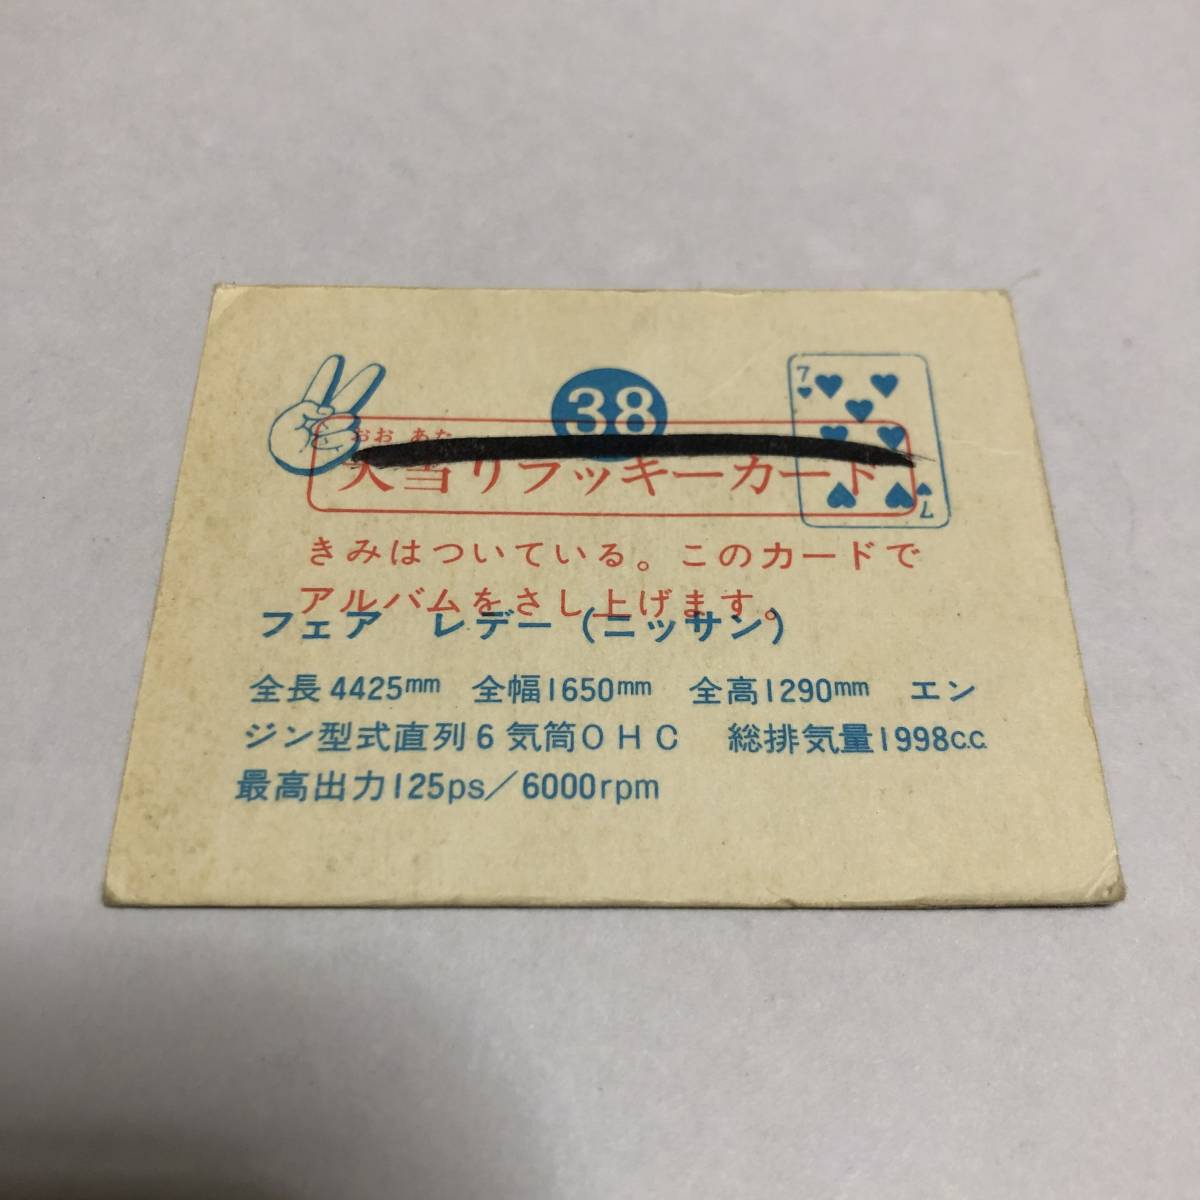 38
7
おお あた
大当りラッキーカード
7
きみはついている。このカードで
アルバムをさし上げます。
フェア レデー(ニッサン)
全長4425mm 全幅1650mm 全高1290mm エン
ジン型式直列6気筒OHC 総排気量1998c.c.
最高出力125ps/6000rpm